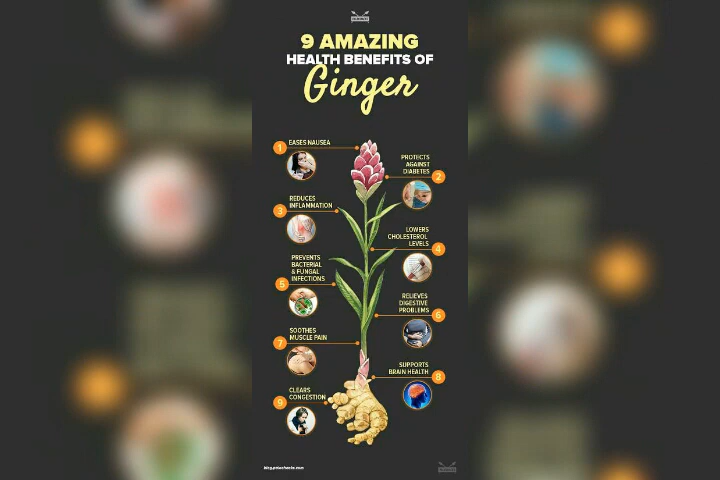 9 AMAZING
HEALTH BENEFITS OF
Ginger
1
EASES NAUSEA
PROTECTS
AGAINST
DIABETES
2
REDUCES
INFLAMMATION
3
LOWERS
CHOLESTEROL
LEVELS
4
PREVENTS
BACTERIAL
& FUNGAL
INFECTIONS
5
RELIEVES
DIGESTIVE
PROBLEMS
6
SOOTHES
MUSCLE PAIN
7
SUPPORTS
BRAIN HEALTH
8
CLEARS
CONGESTION
9